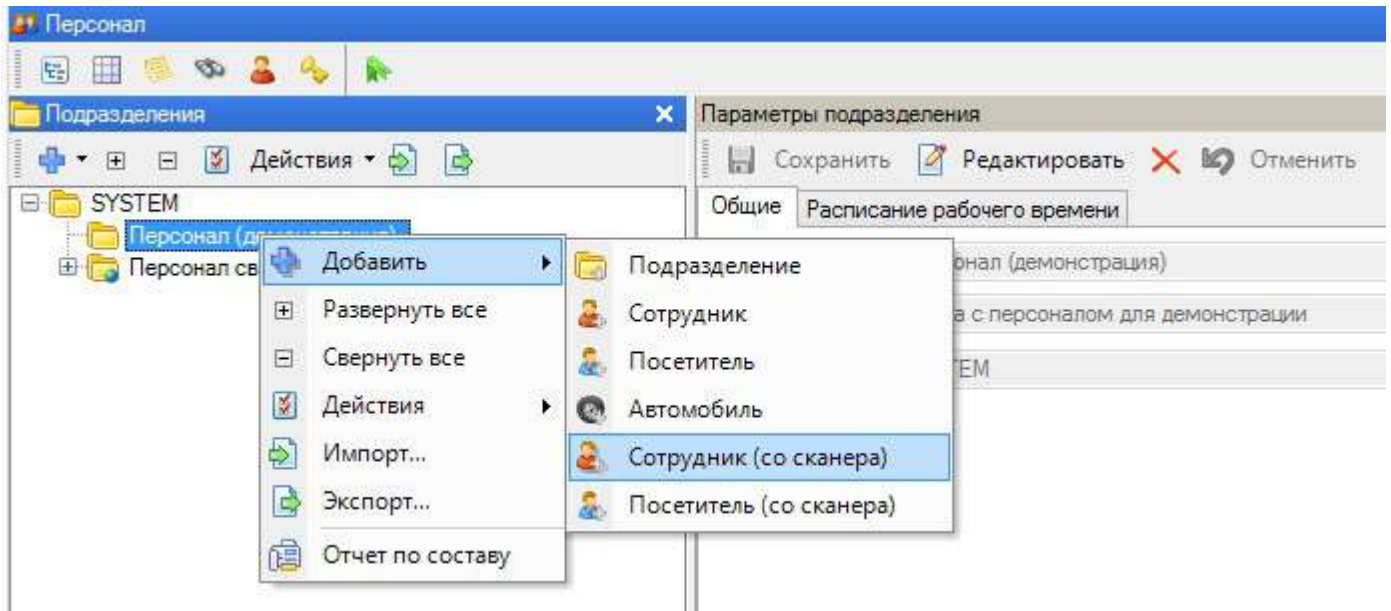 Персонал
Подразделения
Параметры подразделения
Действия
Сохранить Редактировать Отменить
SYSTEM
Общие Расписание рабочего времени
Персонал
Персонал св
Добавить
Развернуть все
Свернуть все
Действия
Импорт...
Экспорт...
Отчет по составу
Подразделение
Сотрудник
Посетитель
Автомобиль
Сотрудник (со сканера)
Посетитель (со сканера)
онал (демонстрация)
а с персоналом для демонстрации
ЕМ